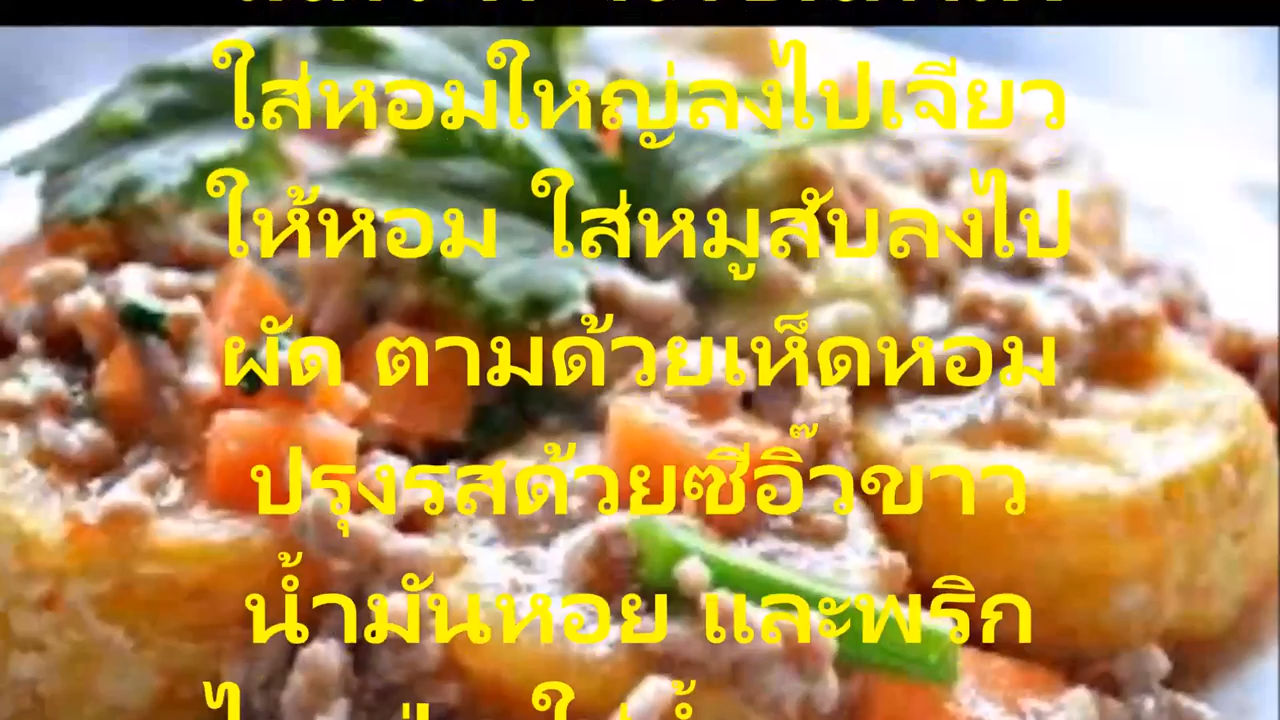 ใส่หอมใหญ่ลงไปเจียว
ให้หอม ใส่หมูสับลงไป
ผัด ตามด้วยเห็ดหอม
ปรุงรสด้วยซีอิ๊วขาว
น้ำมันหอย และพริก